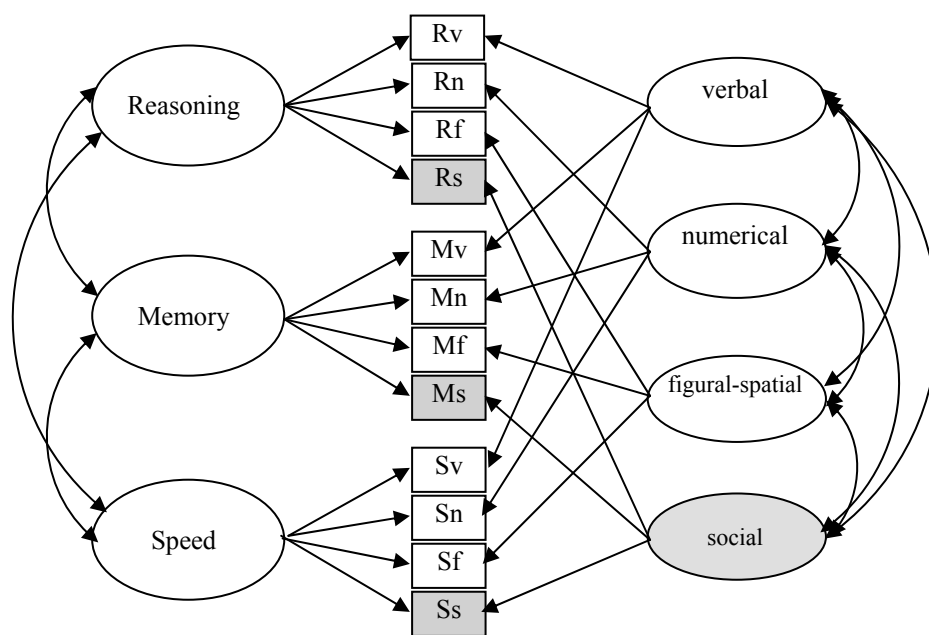 Reasoning
Memory
Speed
Rv
Rn
Rf
Rs
Mv
Mn
Mf
Ms
Sv
Sn
Sf
Ss
verbal
numerical
figural-spatial
social